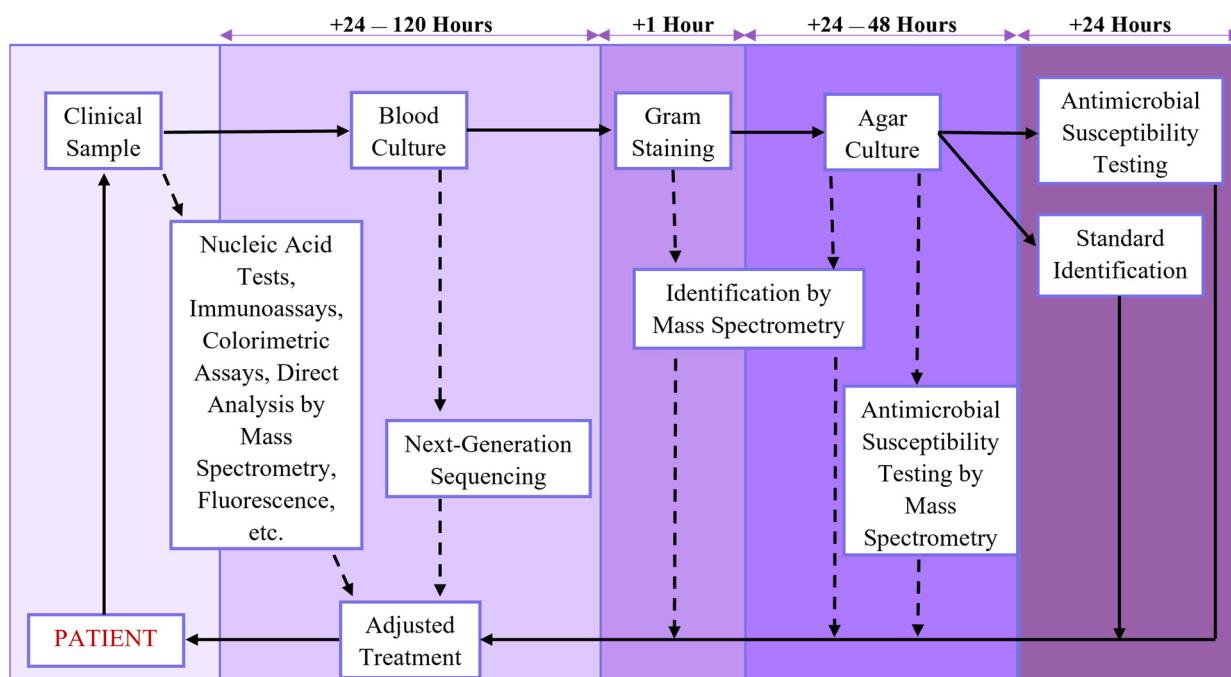 +24 – 120 Hours
+1 Hour
+24 – 48 Hours
+24 Hours
Clinical
Sample
Blood
Culture
Gram
Staining
Agar
Culture
Antimicrobial
Susceptibility
Testing
Standard
Identification
Nucleic Acid
Tests,
Immunoassays,
Colorimetric
Assays, Direct
Analysis by
Mass
Spectrometry,
Fluorescence,
etc.
Next-Generation
Sequencing
Identification by
Mass Spectrometry
Antimicrobial
Susceptibility
Testing by
Mass
Spectrometry
PATIENT
Adjusted
Treatment